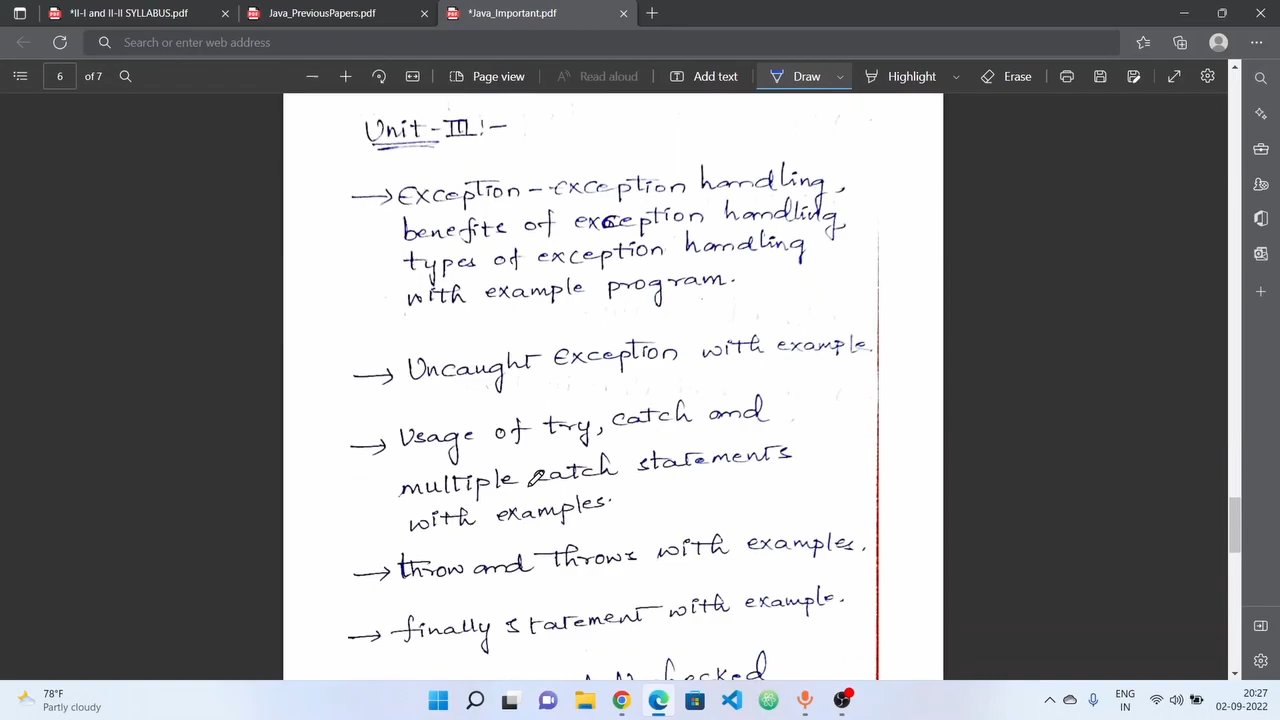 *II-I and II-II SYLLABUS.pdf
Java_PreviousPapers.pdf
*Java_Important.pdf
Search or enter web address
6 of 7
Page view
Read aloud
Add text
Draw
Highlight
Erase
Unit-III:-
→ Exception - exception handling,
benefits of exception handling
types of exception handling
with example program.
→ Uncaught Exception with example.
→ Usage of try, catch and
multiple catch statements
with examples.
→ throw and throws with examples.
→ finally statement with example.
78°F
Partly cloudy
ENG
IN
20:27
02-09-2022